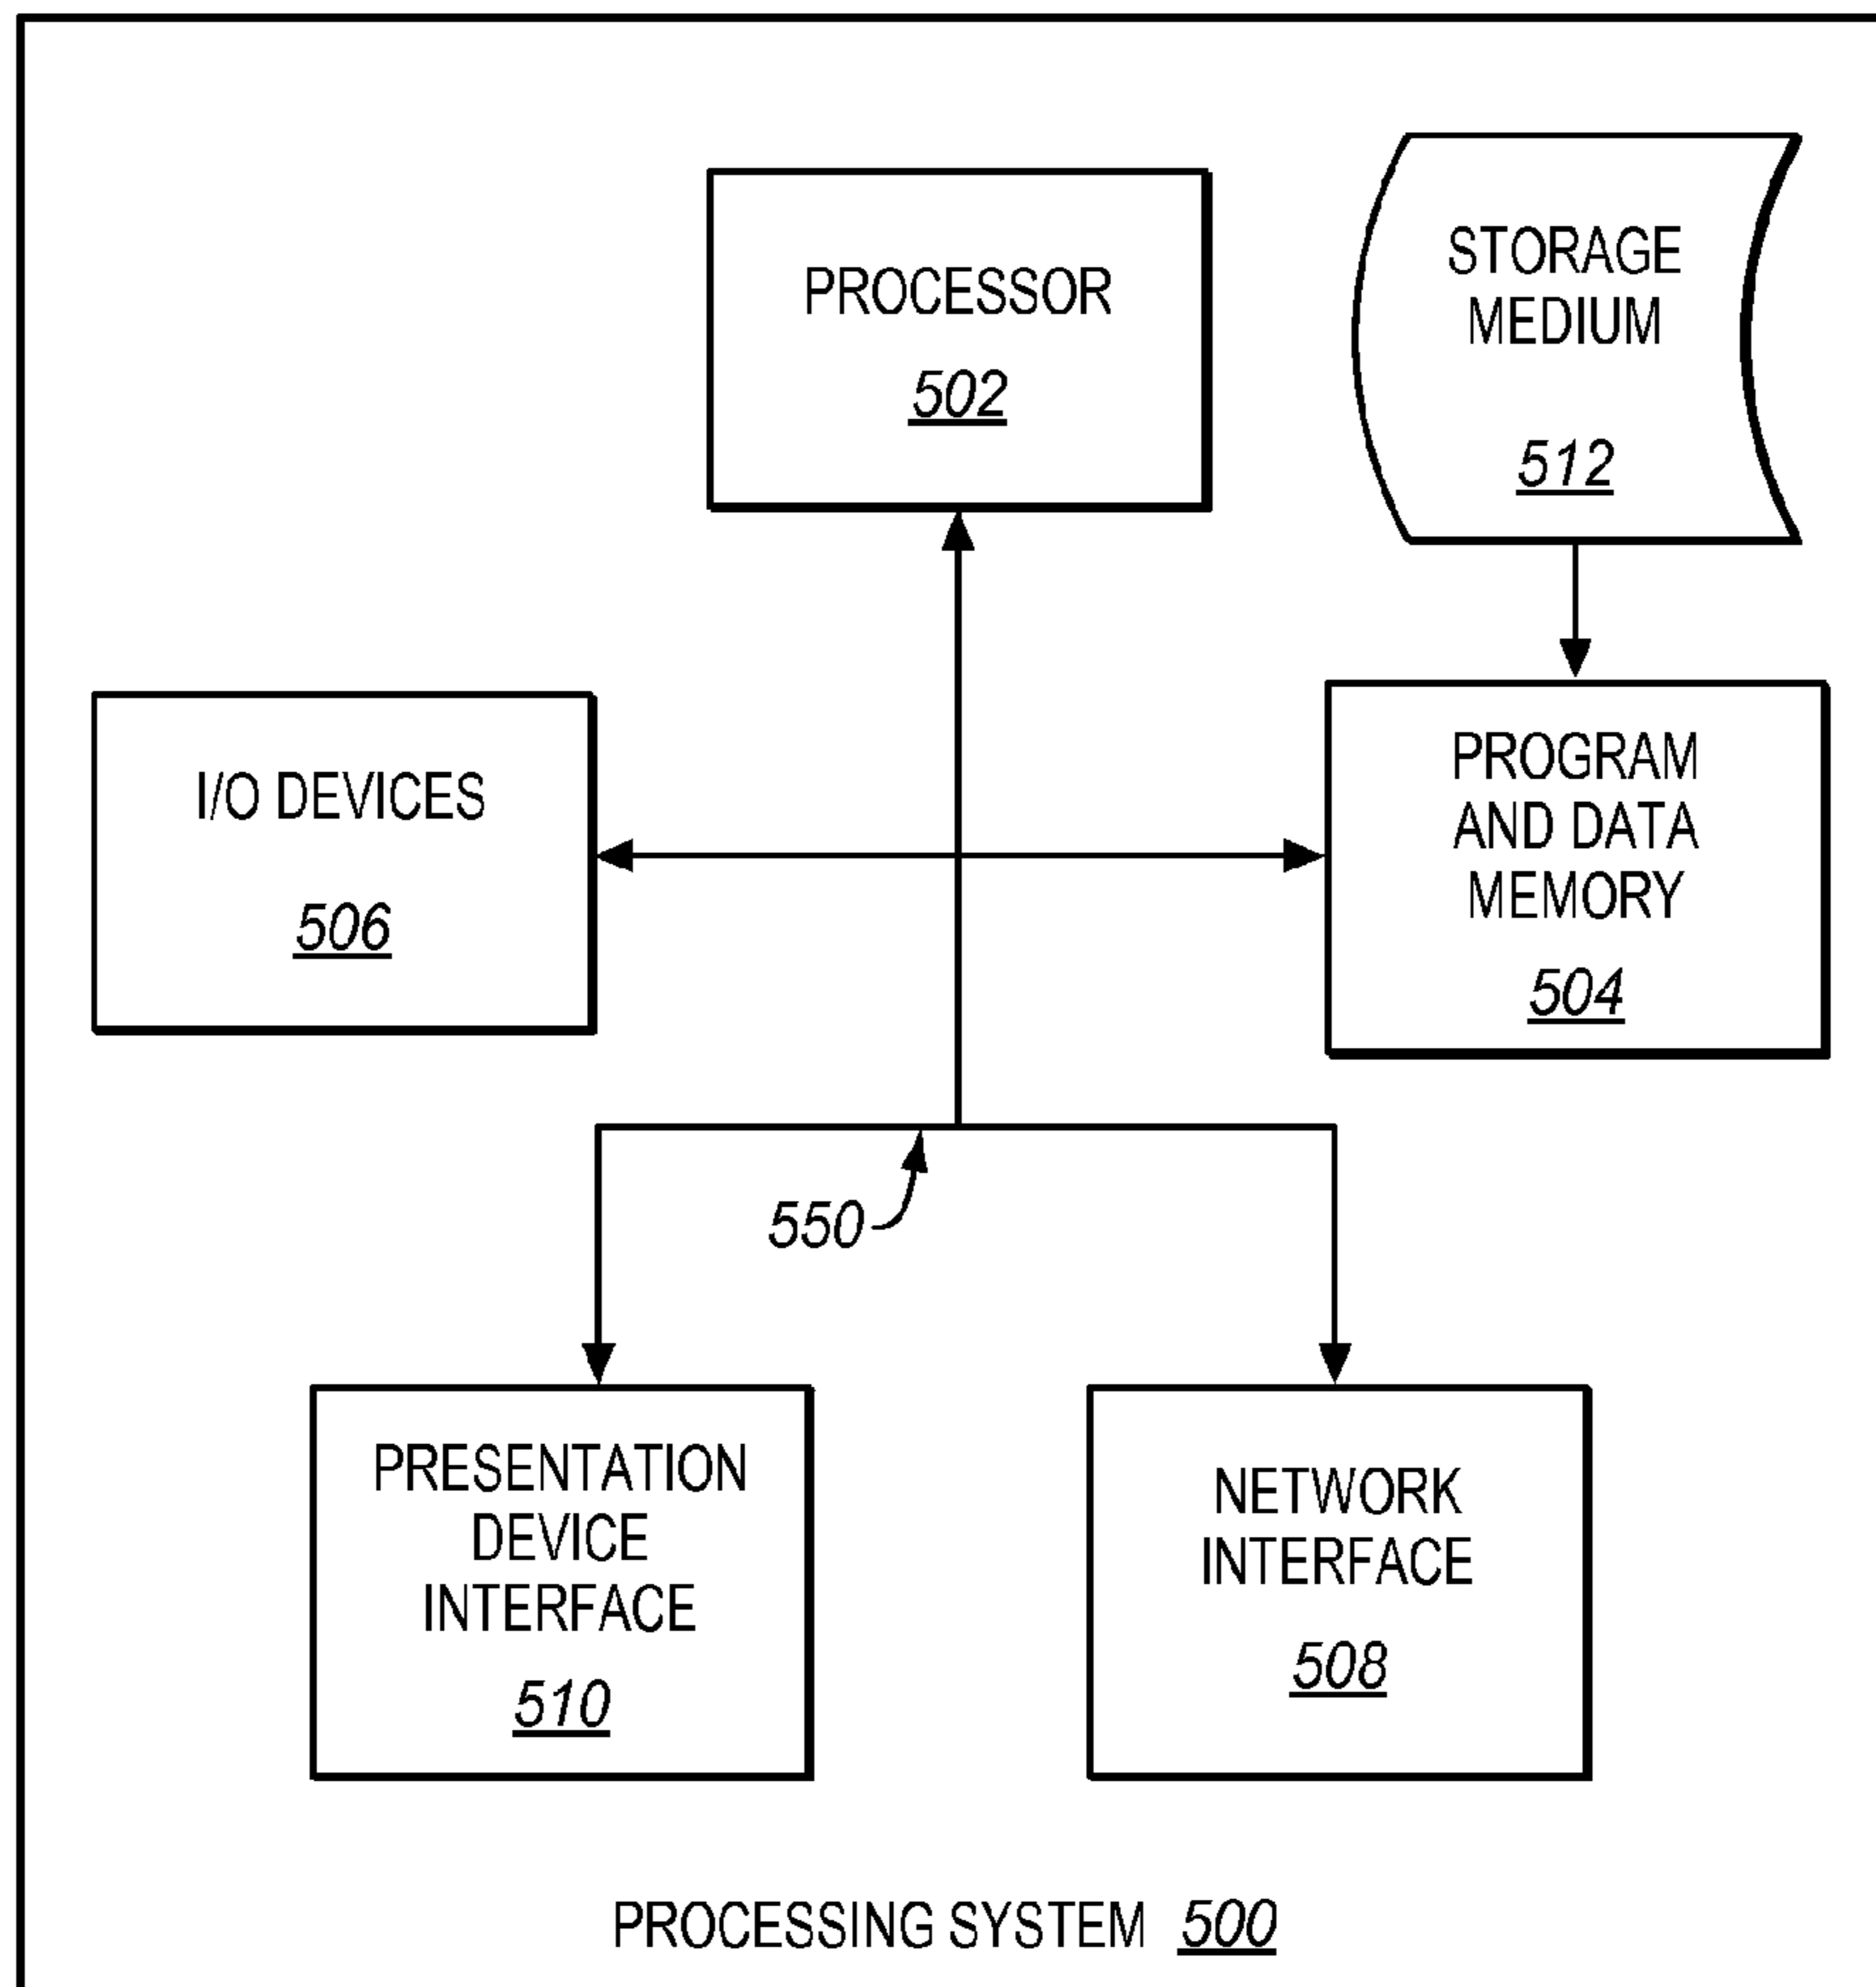 PROCESSOR
502
STORAGE
MEDIUM
512
I/O DEVICES
506
PROGRAM
AND DATA
MEMORY
504
550
PRESENTATION
DEVICE
INTERFACE
510
NETWORK
INTERFACE
508
PROCESSING SYSTEM 500